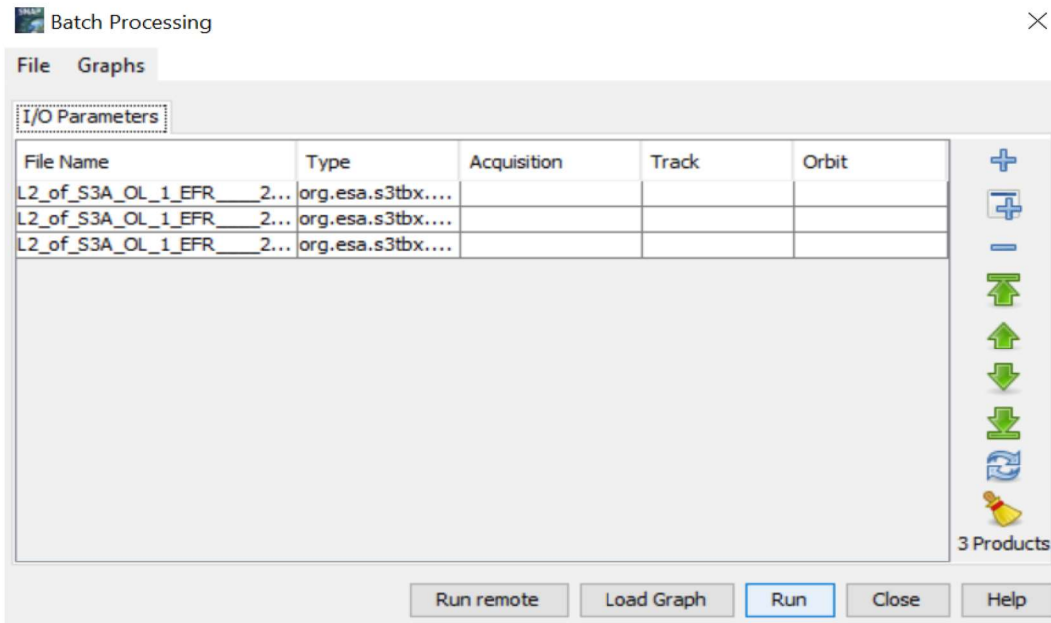 Batch Processing
File Graphs
I/O Parameters
File Name Type Acquisition Track Orbit
L2_of_S3A_OL_1_EFR____2... org.esa.s3tbx....
L2_of_S3A_OL_1_EFR____2... org.esa.s3tbx....
L2_of_S3A_OL_1_EFR____2... org.esa.s3tbx....
3 Products
Run remote Load Graph Run Close Help